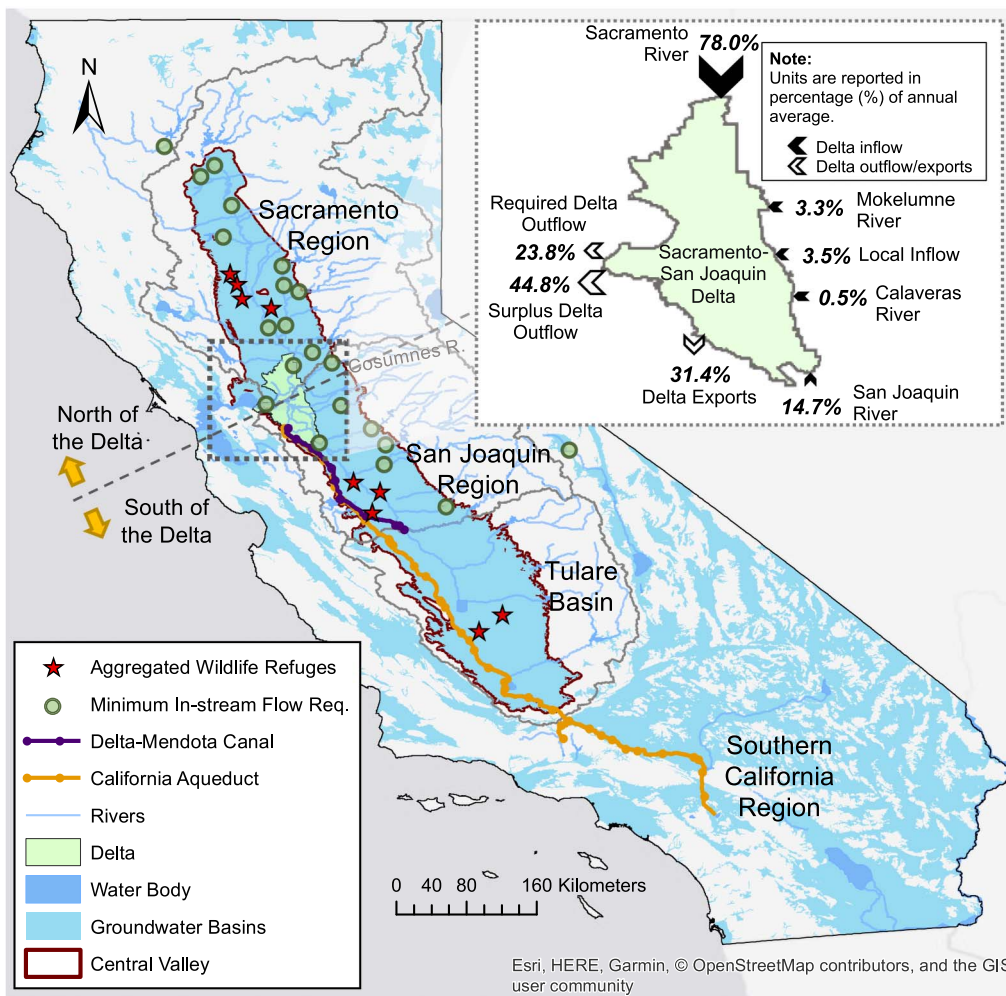 N
Sacramento
Region
Cosumnes R.
North of
the Delta
South of
the Delta
San Joaquin
Region
Tulare
Basin
Southern
California
Region
Sacramento
River
78.0%
Note:
Units are reported in
percentage (%) of annual
average.
Delta inflow
Delta outflow/exports
Required Delta
Outflow
23.8%
44.8%
Surplus Delta
Outflow
Sacramento-
San Joaquin
Delta
3.3%
Mokelumne
River
3.5% Local Inflow
0.5%
Calaveras
River
31.4%
Delta Exports
14.7%
San Joaquin
River
Aggregated Wildlife Refuges
Minimum In-stream Flow Req.
Delta-Mendota Canal
California Aqueduct
Rivers
Delta
Water Body
Groundwater Basins
Central Valley
0 40 80 160 Kilometers
Esri, HERE, Garmin, © OpenStreetMap contributors, and the GIS
user community